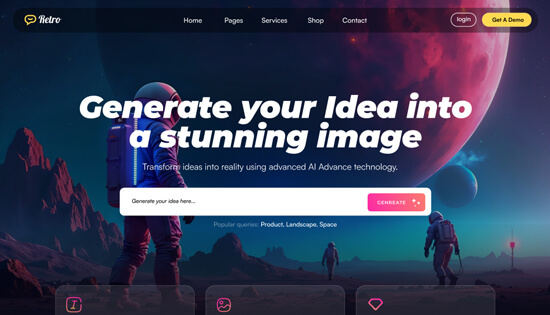 Retro
Home Pages Services Shop Contact login Get A Demo
Generate your Idea into
a stunning image
Transform ideas into reality using advanced AI Advance technology.
Generate your idea here...
GENREATE
Popular queries: Product, Landscape, Space